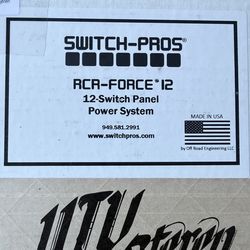 SWITCH-PROS®
RCR-FORCE® 12
12-Switch Panel
Power System
949.581.2991
www.switchpros.com
MADE IN USA
by Off Road Engineering LLC